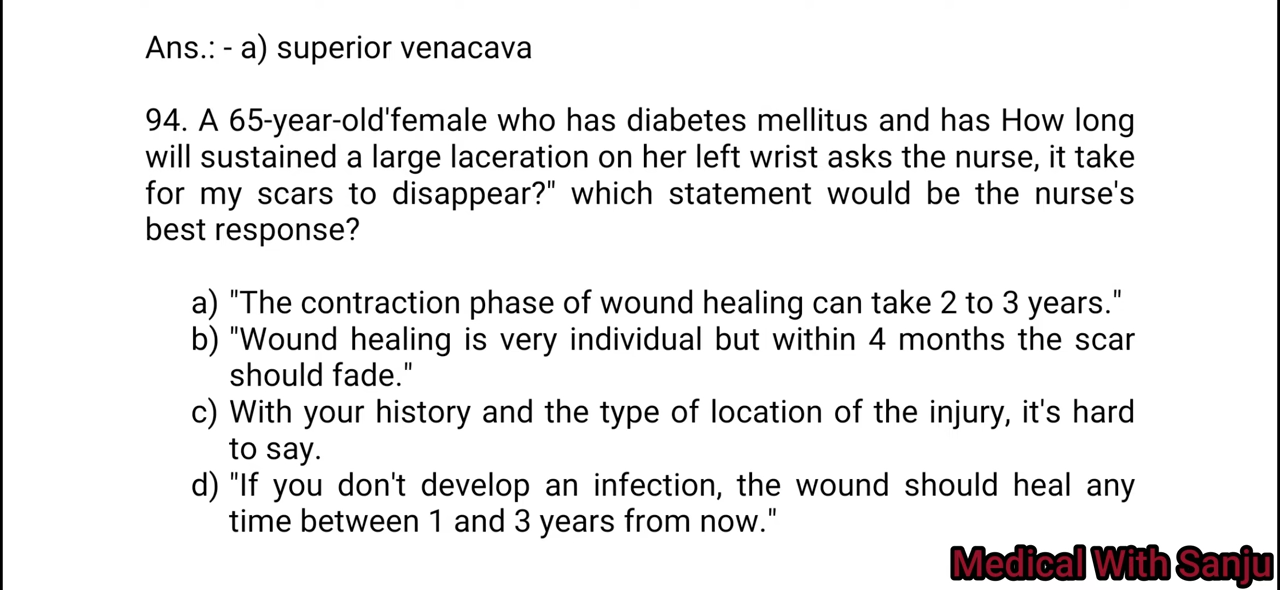 Ans.: - a) superior venacava
94. A 65-year-old'female who has diabetes mellitus and has How long
will sustained a large laceration on her left wrist asks the nurse, it take
for my scars to disappear?" which statement would be the nurse's
best response?
a) "The contraction phase of wound healing can take 2 to 3 years."
b) "Wound healing is very individual but within 4 months the scar
should fade."
c) With your history and the type of location of the injury, it's hard
to say.
d) "If you don't develop an infection, the wound should heal any
time between 1 and 3 years from now."
Medical With Sanju